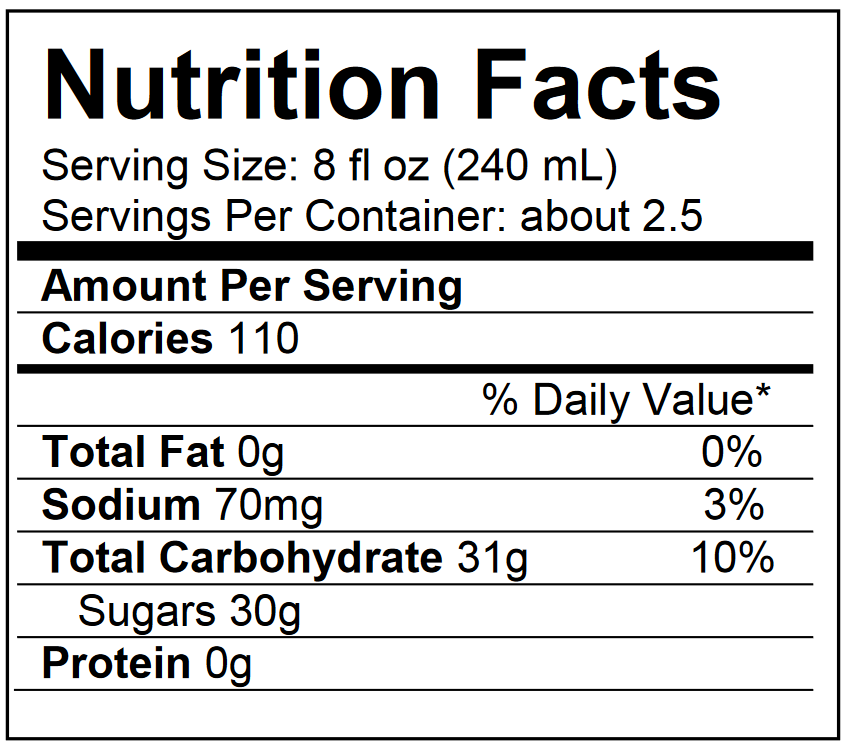 Nutrition Facts
Serving Size: 8 fl oz (240 mL)
Servings Per Container: about 2.5
Amount Per Serving
Calories 110
% Daily Value*
Total Fat 0g 0%
Sodium 70mg 3%
Total Carbohydrate 31g 10%
Sugars 30g
Protein 0g